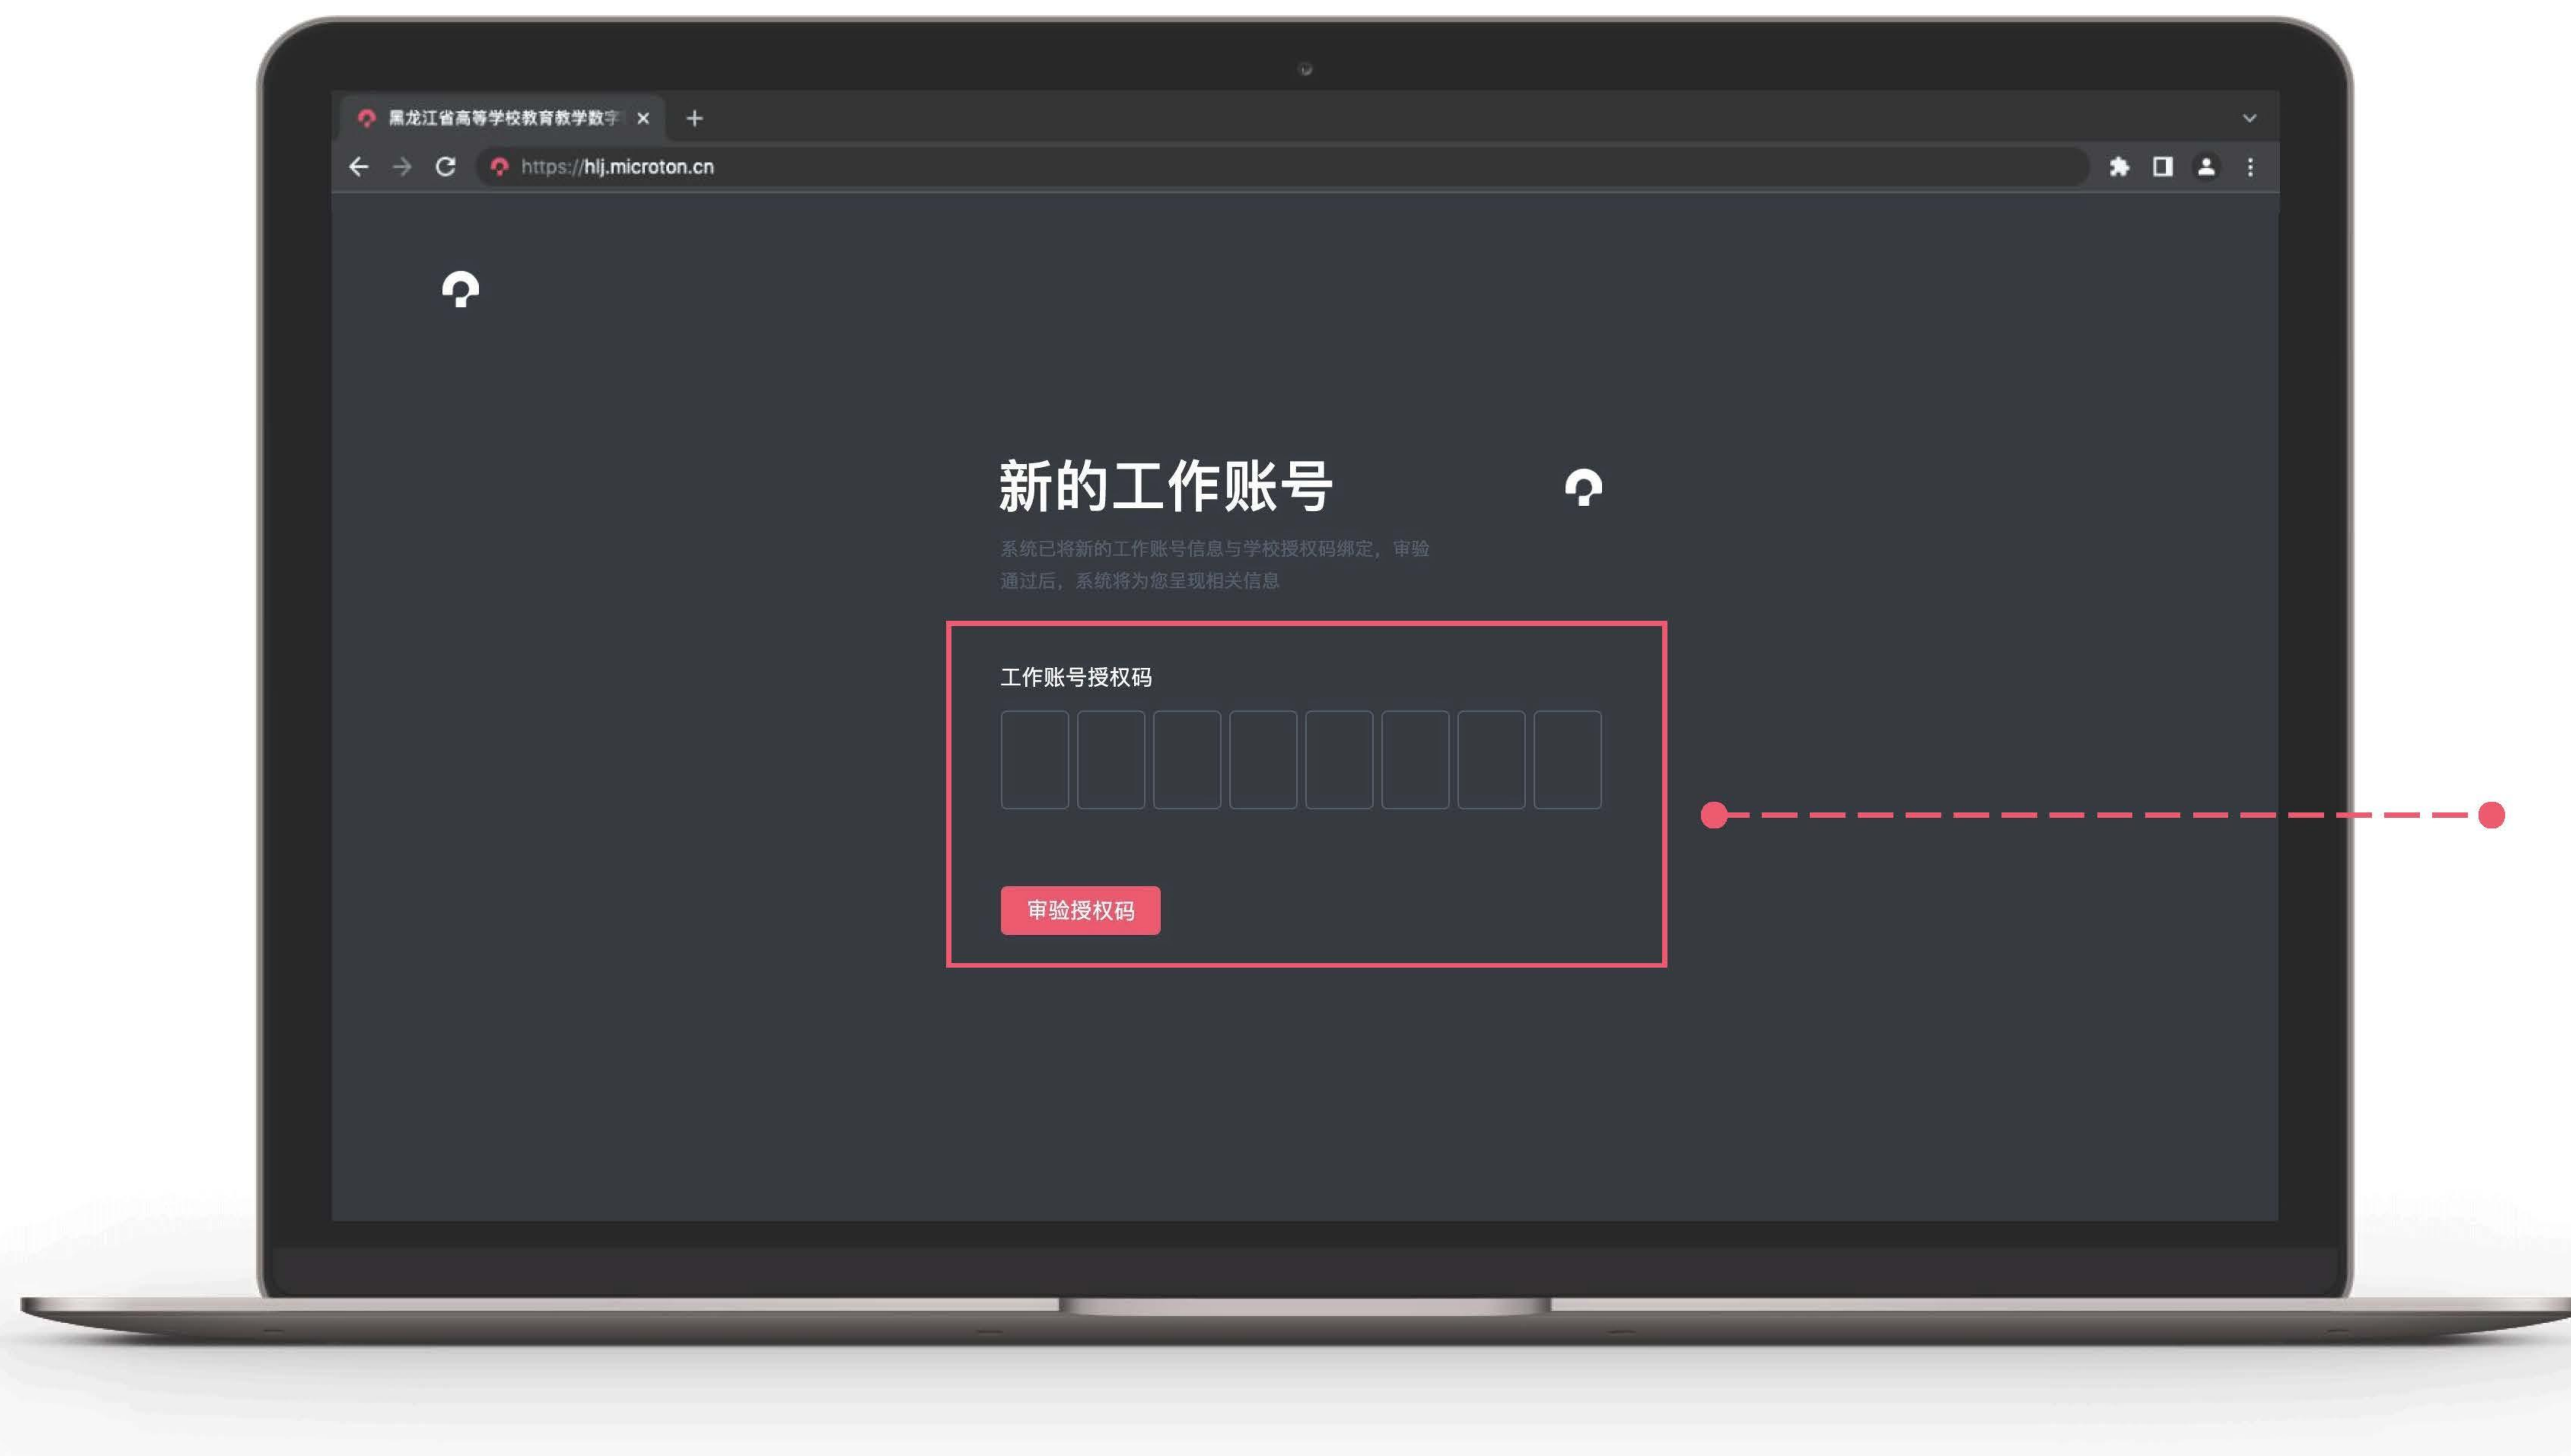 黑龙江省高等学校教育教学数字
https://hlj.microton.cn
新的工作账号
系统已将新的工作账号信息与学校授权码绑定，审验
通过后，系统将为您呈现相关信息
工作账号授权码
审验授权码